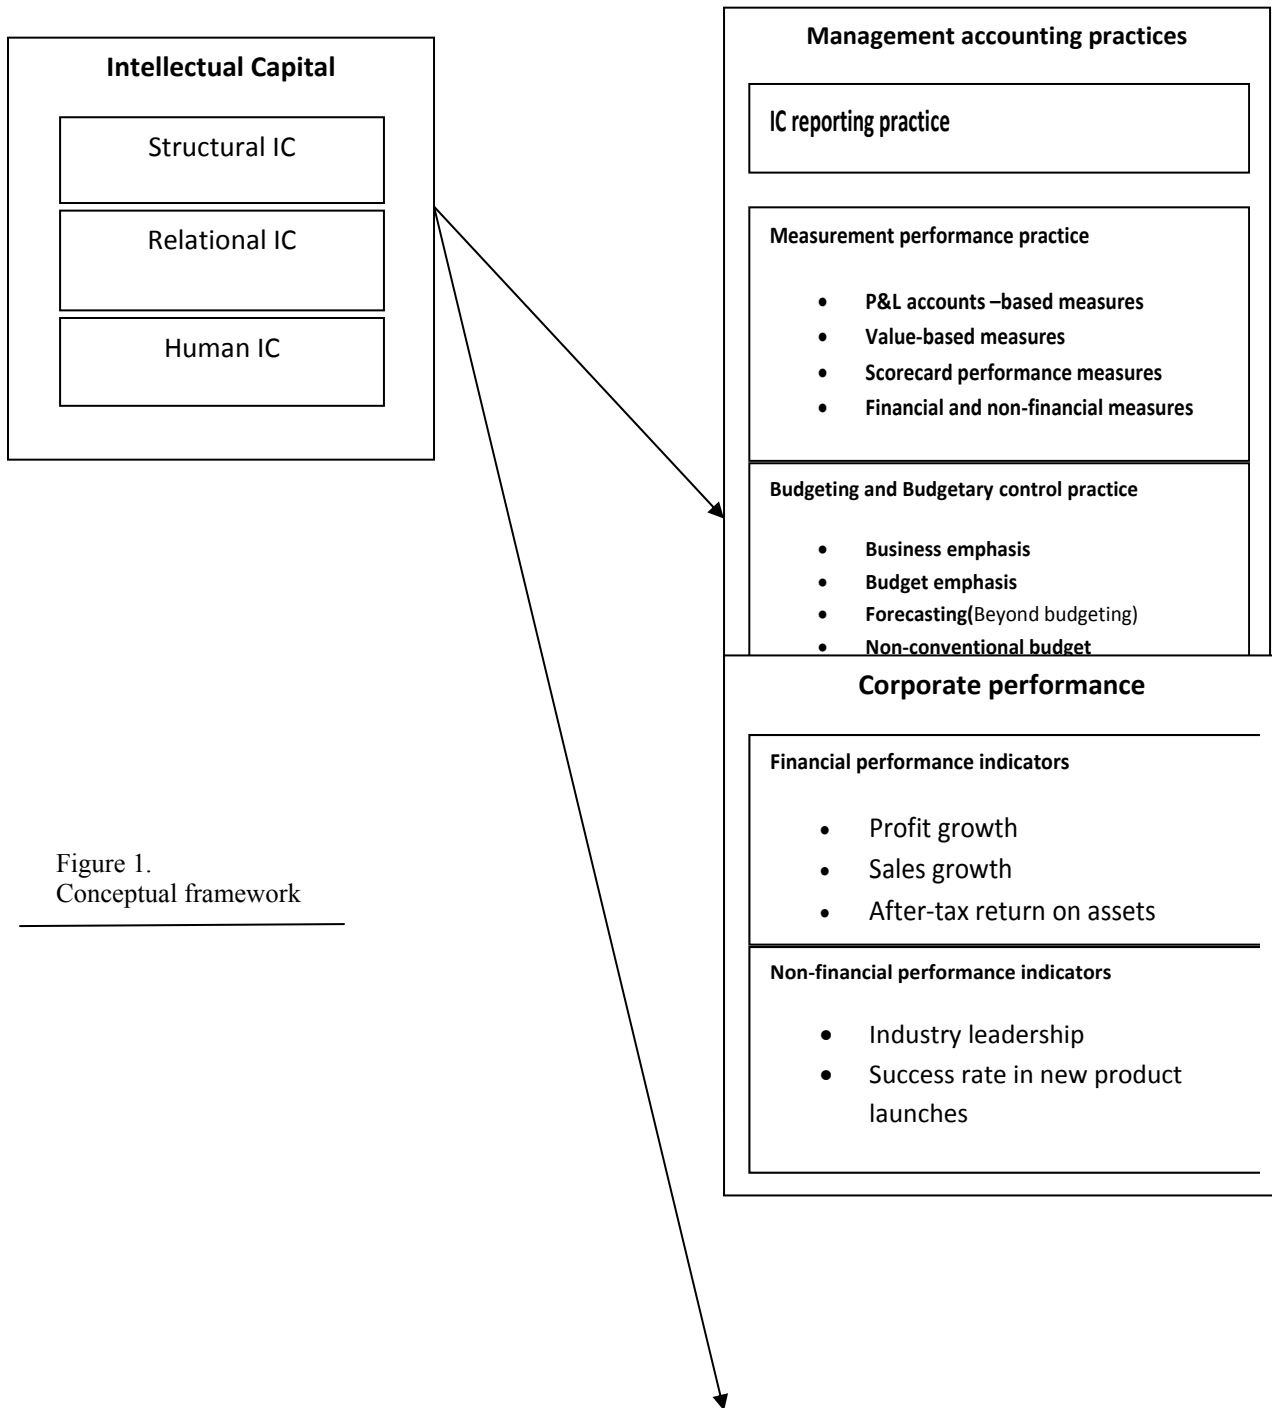 Intellectual Capital
Structural IC
Relational IC
Human IC
Management accounting practices
IC reporting practice
Measurement performance practice
• P&L accounts –based measures
• Value-based measures
• Scorecard performance measures
• Financial and non-financial measures
Budgeting and Budgetary control practice
• Business emphasis
• Budget emphasis
• Forecasting(Beyond budgeting)
• Non-conventional budget
Corporate performance
Financial performance indicators
• Profit growth
• Sales growth
• After-tax return on assets
Non-financial performance indicators
• Industry leadership
• Success rate in new product
launches
Figure 1.
Conceptual framework